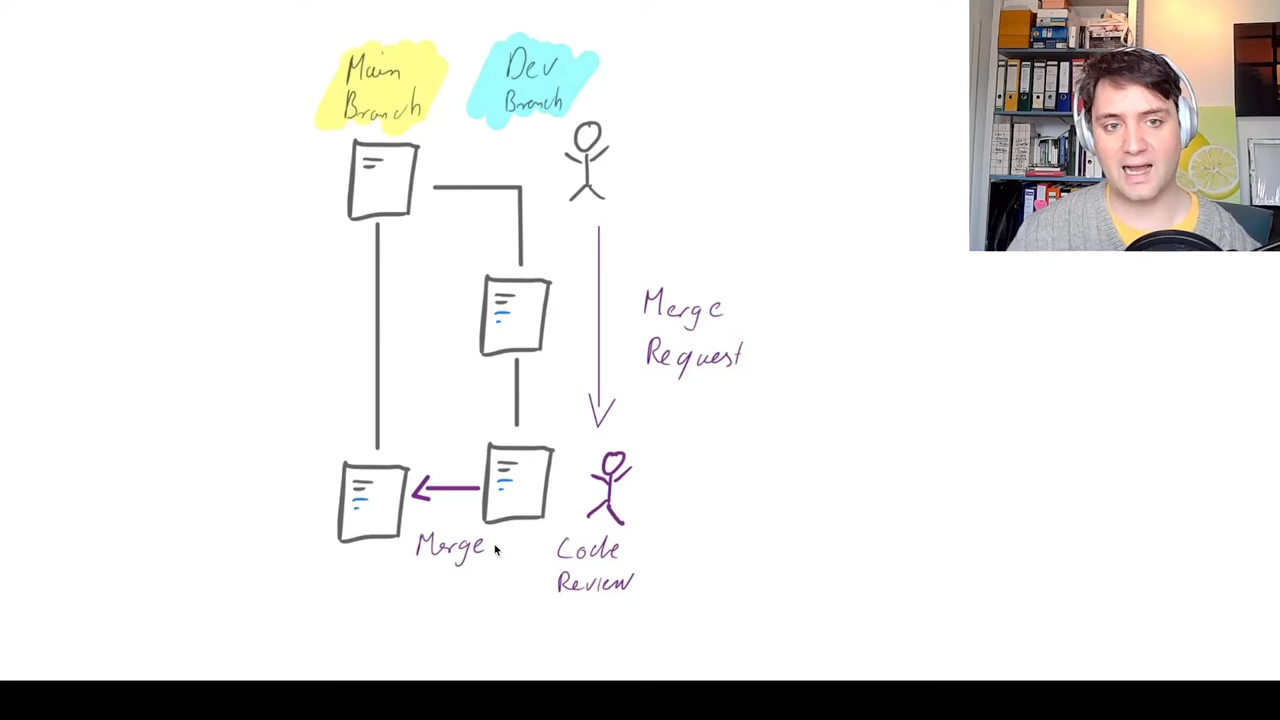 Main
Branch
Dev
Branch
Merge
Request
Merge
Code
Review